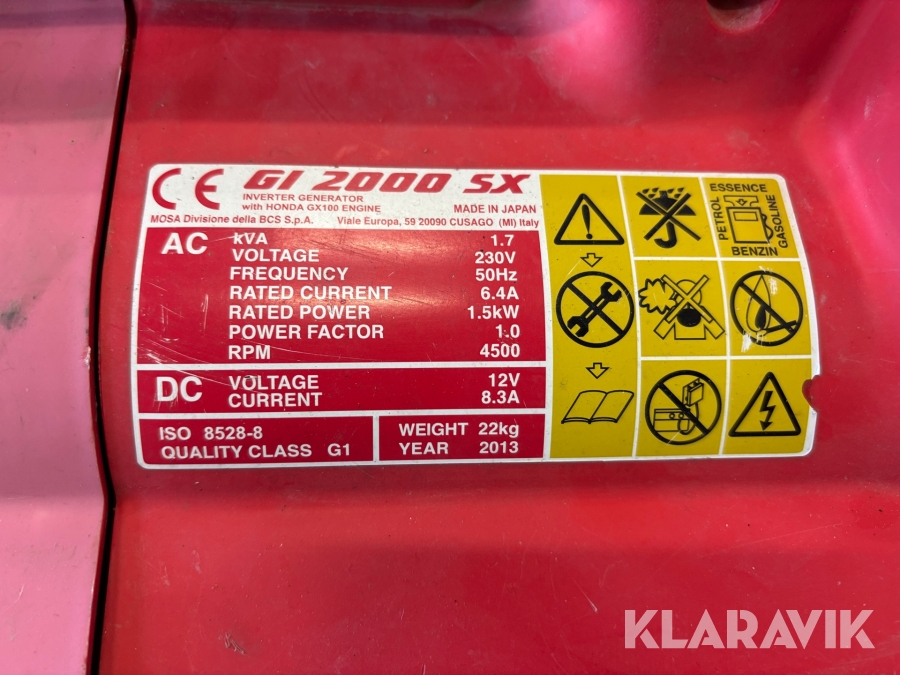 KLARAVIK
CE GI 2000 SX
INVERTER GENERATOR
with HONDA GX100 ENGINE MADE IN JAPAN
MOSA Divisione della BCS S.p.A. Viale Europa, 59 20090 CUSAGO (MI) Italy
AC kVA 1.7
VOLTAGE 230V
FREQUENCY 50Hz
RATED CURRENT 6.4A
RATED POWER 1.5kW
POWER FACTOR 1.0
RPM 4500
DC VOLTAGE 12V
CURRENT 8.3A
ISO 8528-8
QUALITY CLASS G1
WEIGHT 22kg
YEAR 2013
ESSENCE
PETROL
GASOLINE
BENZIN
KLARAVIK